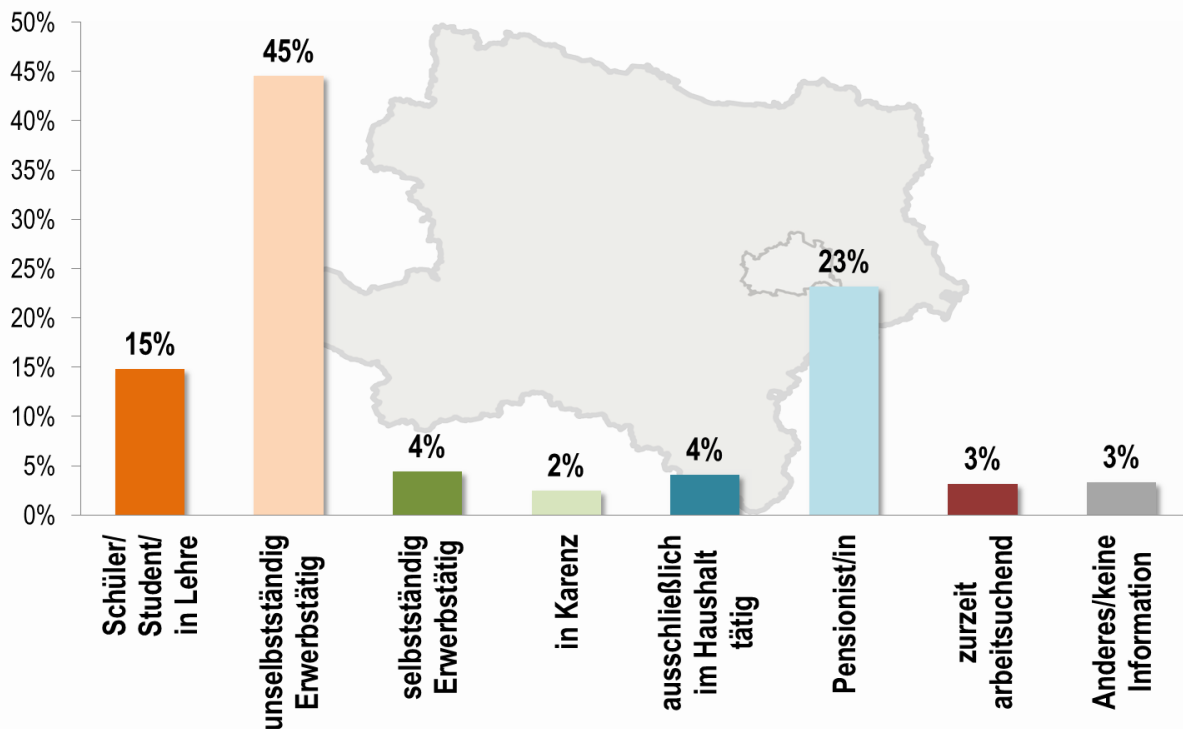 50%
45%
40%
35%
30%
25%
20%
15%
10%
5%
0%
15%
45%
4%
2%
4%
23%
3%
3%
Schüler/
Student/
in Lehre
unselbstständig
Erwerbstätig
selbstständig
Erwerbstätig
in Karenz
ausschließlich
im Haushalt
tätig
Pensionist/in
zurzeit
arbeitsuchend
Anderes/keine
Information